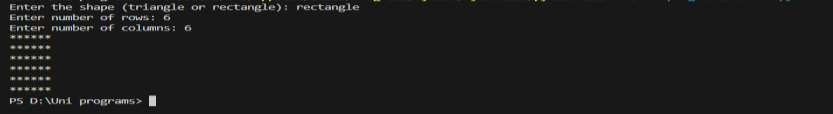 Enter the shape (triangle or rectangle): rectangle
Enter number of rows: 6
Enter number of columns: 6
******
******
******
******
******
******
PS D:\Uni programs>